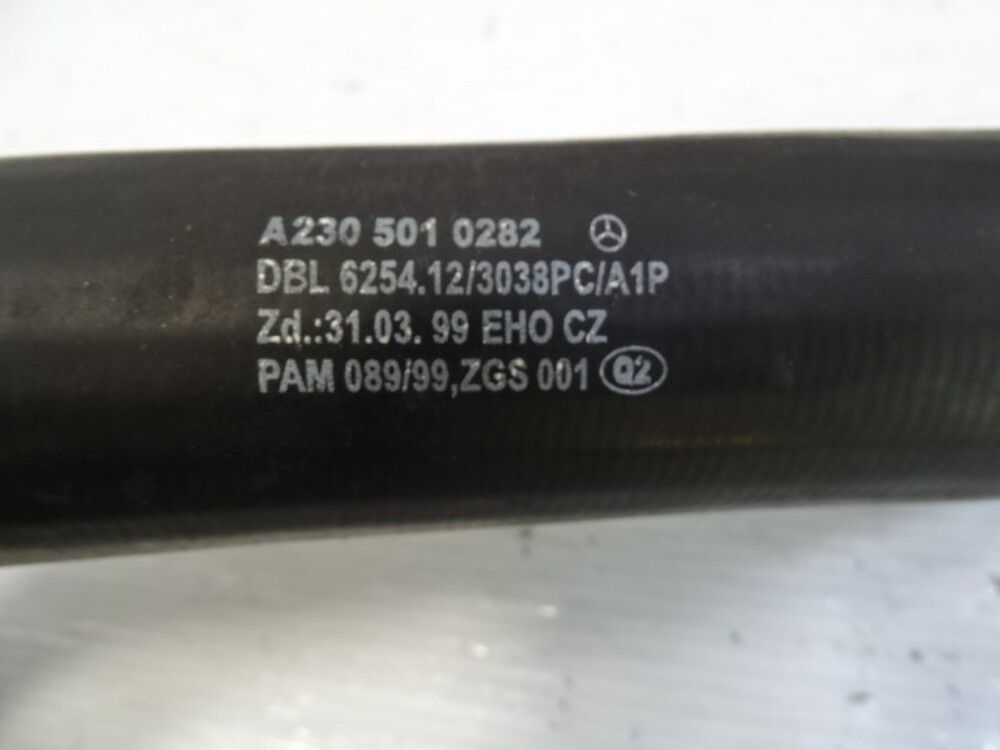 A230 501 0282
DBL 6254.12/3038PC/A1P
Zd.:31.03. 99 EHO CZ
PAM 089/99,ZGS 001 Q2